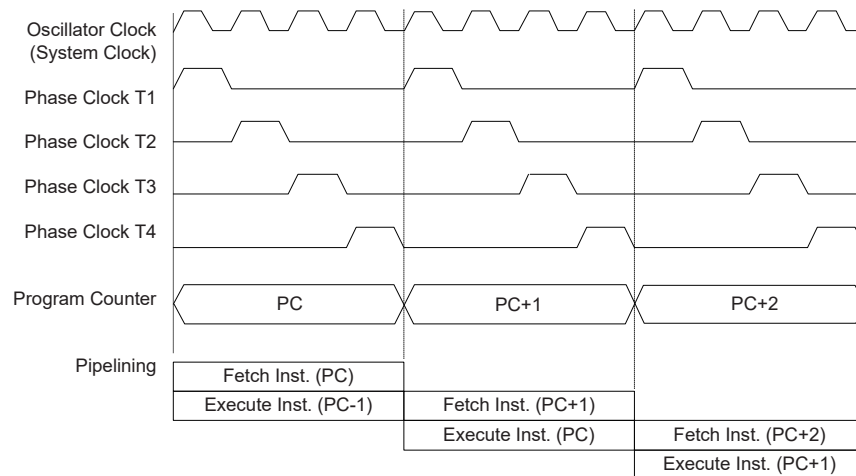 Oscillator Clock
(System Clock)
Phase Clock T1
Phase Clock T2
Phase Clock T3
Phase Clock T4
Program Counter
PC
PC+1
PC+2
Pipelining
Fetch Inst. (PC)
Execute Inst. (PC-1)
Fetch Inst. (PC+1)
Execute Inst. (PC)
Fetch Inst. (PC+2)
Execute Inst. (PC+1)